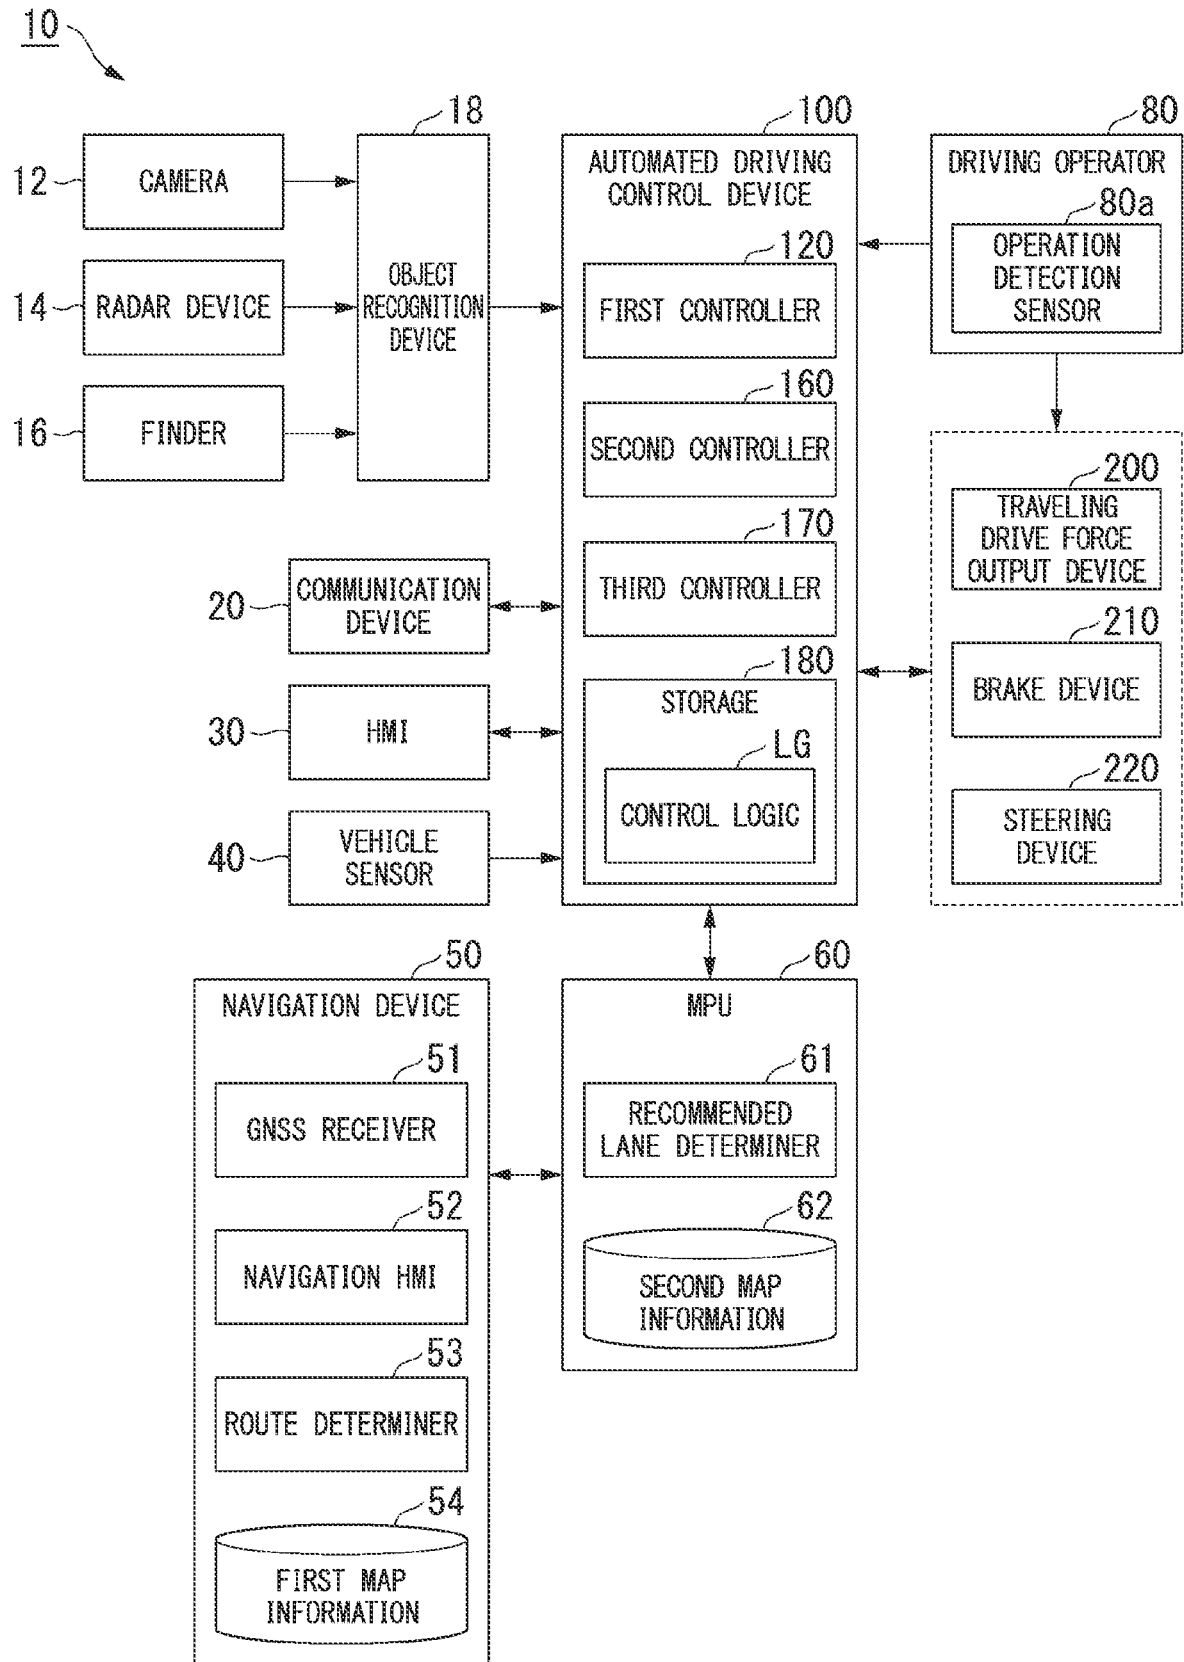 10
18
100
80
12
CAMERA
AUTOMATED DRIVING
CONTROL DEVICE
DRIVING OPERATOR
80a
OPERATION
DETECTION
SENSOR
120
OBJECT
RECOGNITION
DEVICE
14
RADAR DEVICE
FIRST CONTROLLER
160
16
FINDER
SECOND CONTROLLER
200
TRAVELING
DRIVE FORCE
OUTPUT DEVICE
170
20
COMMUNICATION
DEVICE
THIRD CONTROLLER
210
BRAKE DEVICE
180
STORAGE
30
HMI
LG
CONTROL LOGIC
220
STEERING
DEVICE
40
VEHICLE
SENSOR
50
NAVIGATION DEVICE
60
MPU
51
GNSS RECEIVER
61
RECOMMENDED
LANE DETERMINER
52
NAVIGATION HMI
62
SECOND MAP
INFORMATION
53
ROUTE DETERMINER
54
FIRST MAP
INFORMATION